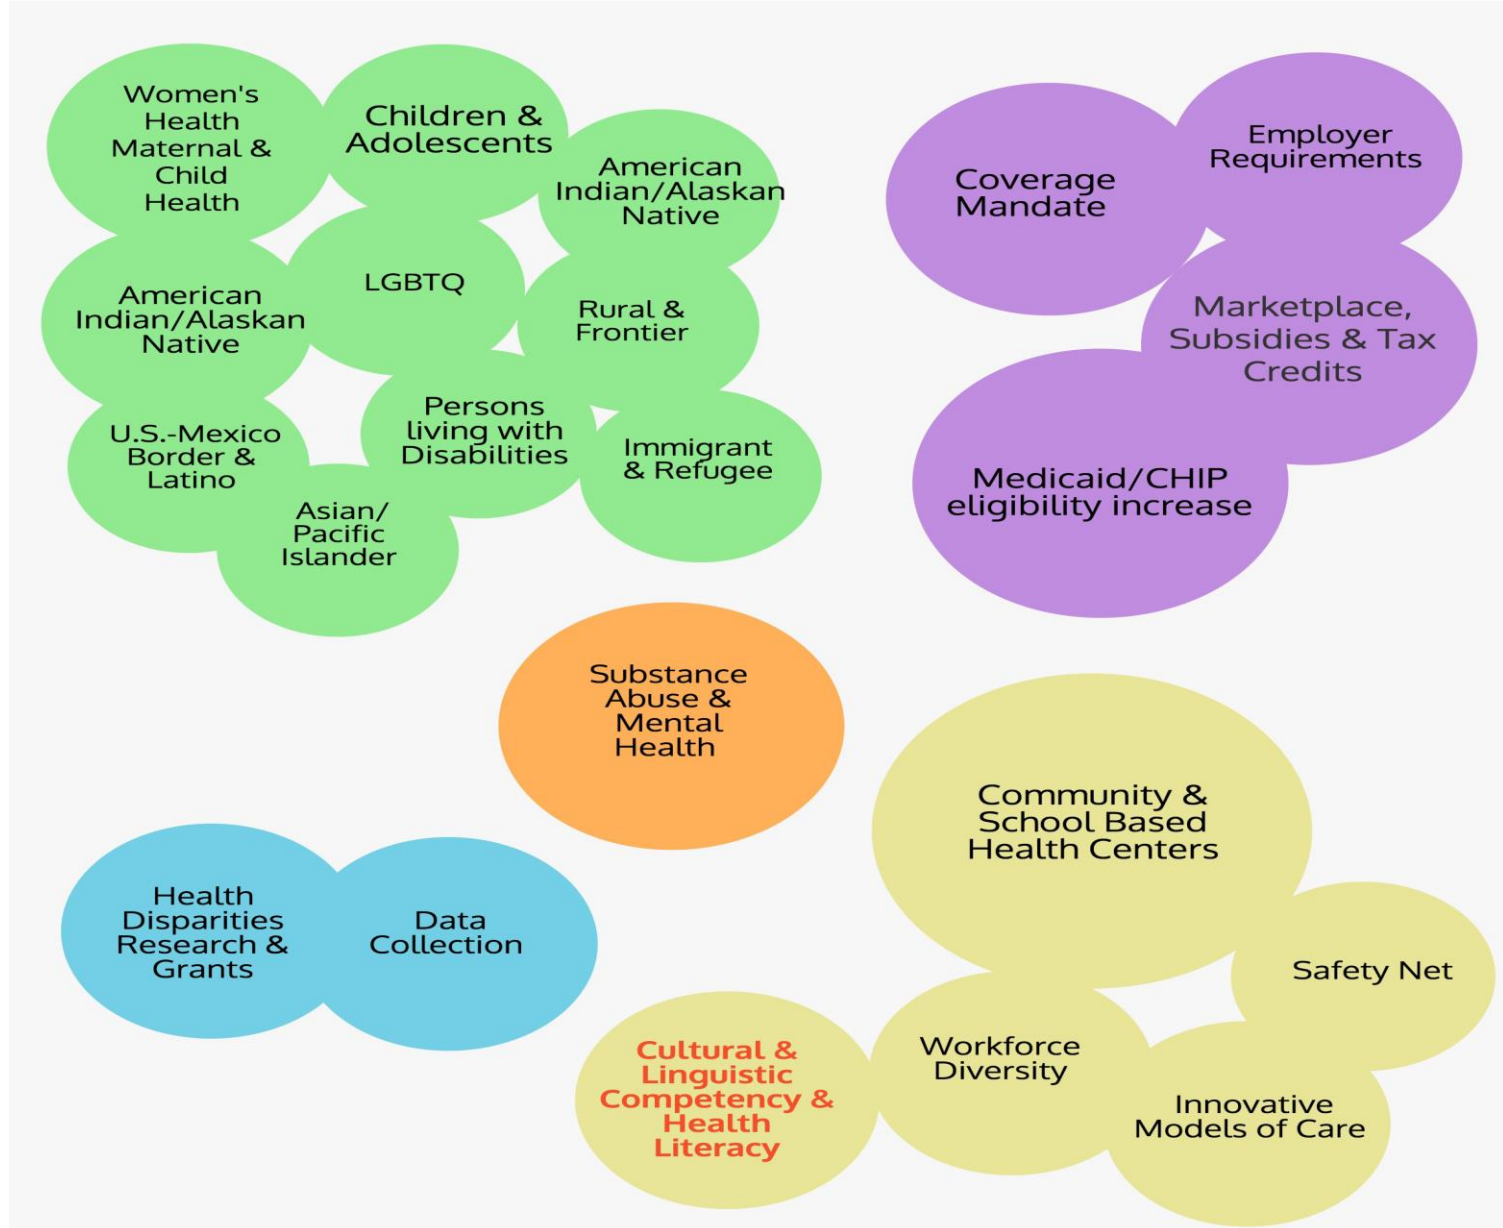 Women's
Health
Maternal &
Child
Health
Children &
Adolescents
American
Indian/Alaskan
Native
American
Indian/Alaskan
Native
LGBTQ
Rural &
Frontier
U.S.-Mexico
Border &
Latino
Persons
living with
Disabilities
Immigrant
& Refugee
Asian/
Pacific
Islander
Coverage
Mandate
Employer
Requirements
Marketplace,
Subsidies & Tax
Credits
Medicaid/CHIP
eligibility increase
Substance
Abuse &
Mental
Health
Health
Disparities
Research &
Grants
Data
Collection
Community &
School Based
Health Centers
Safety Net
Cultural &
Linguistic
Competency &
Health
Literacy
Workforce
Diversity
Innovative
Models of Care